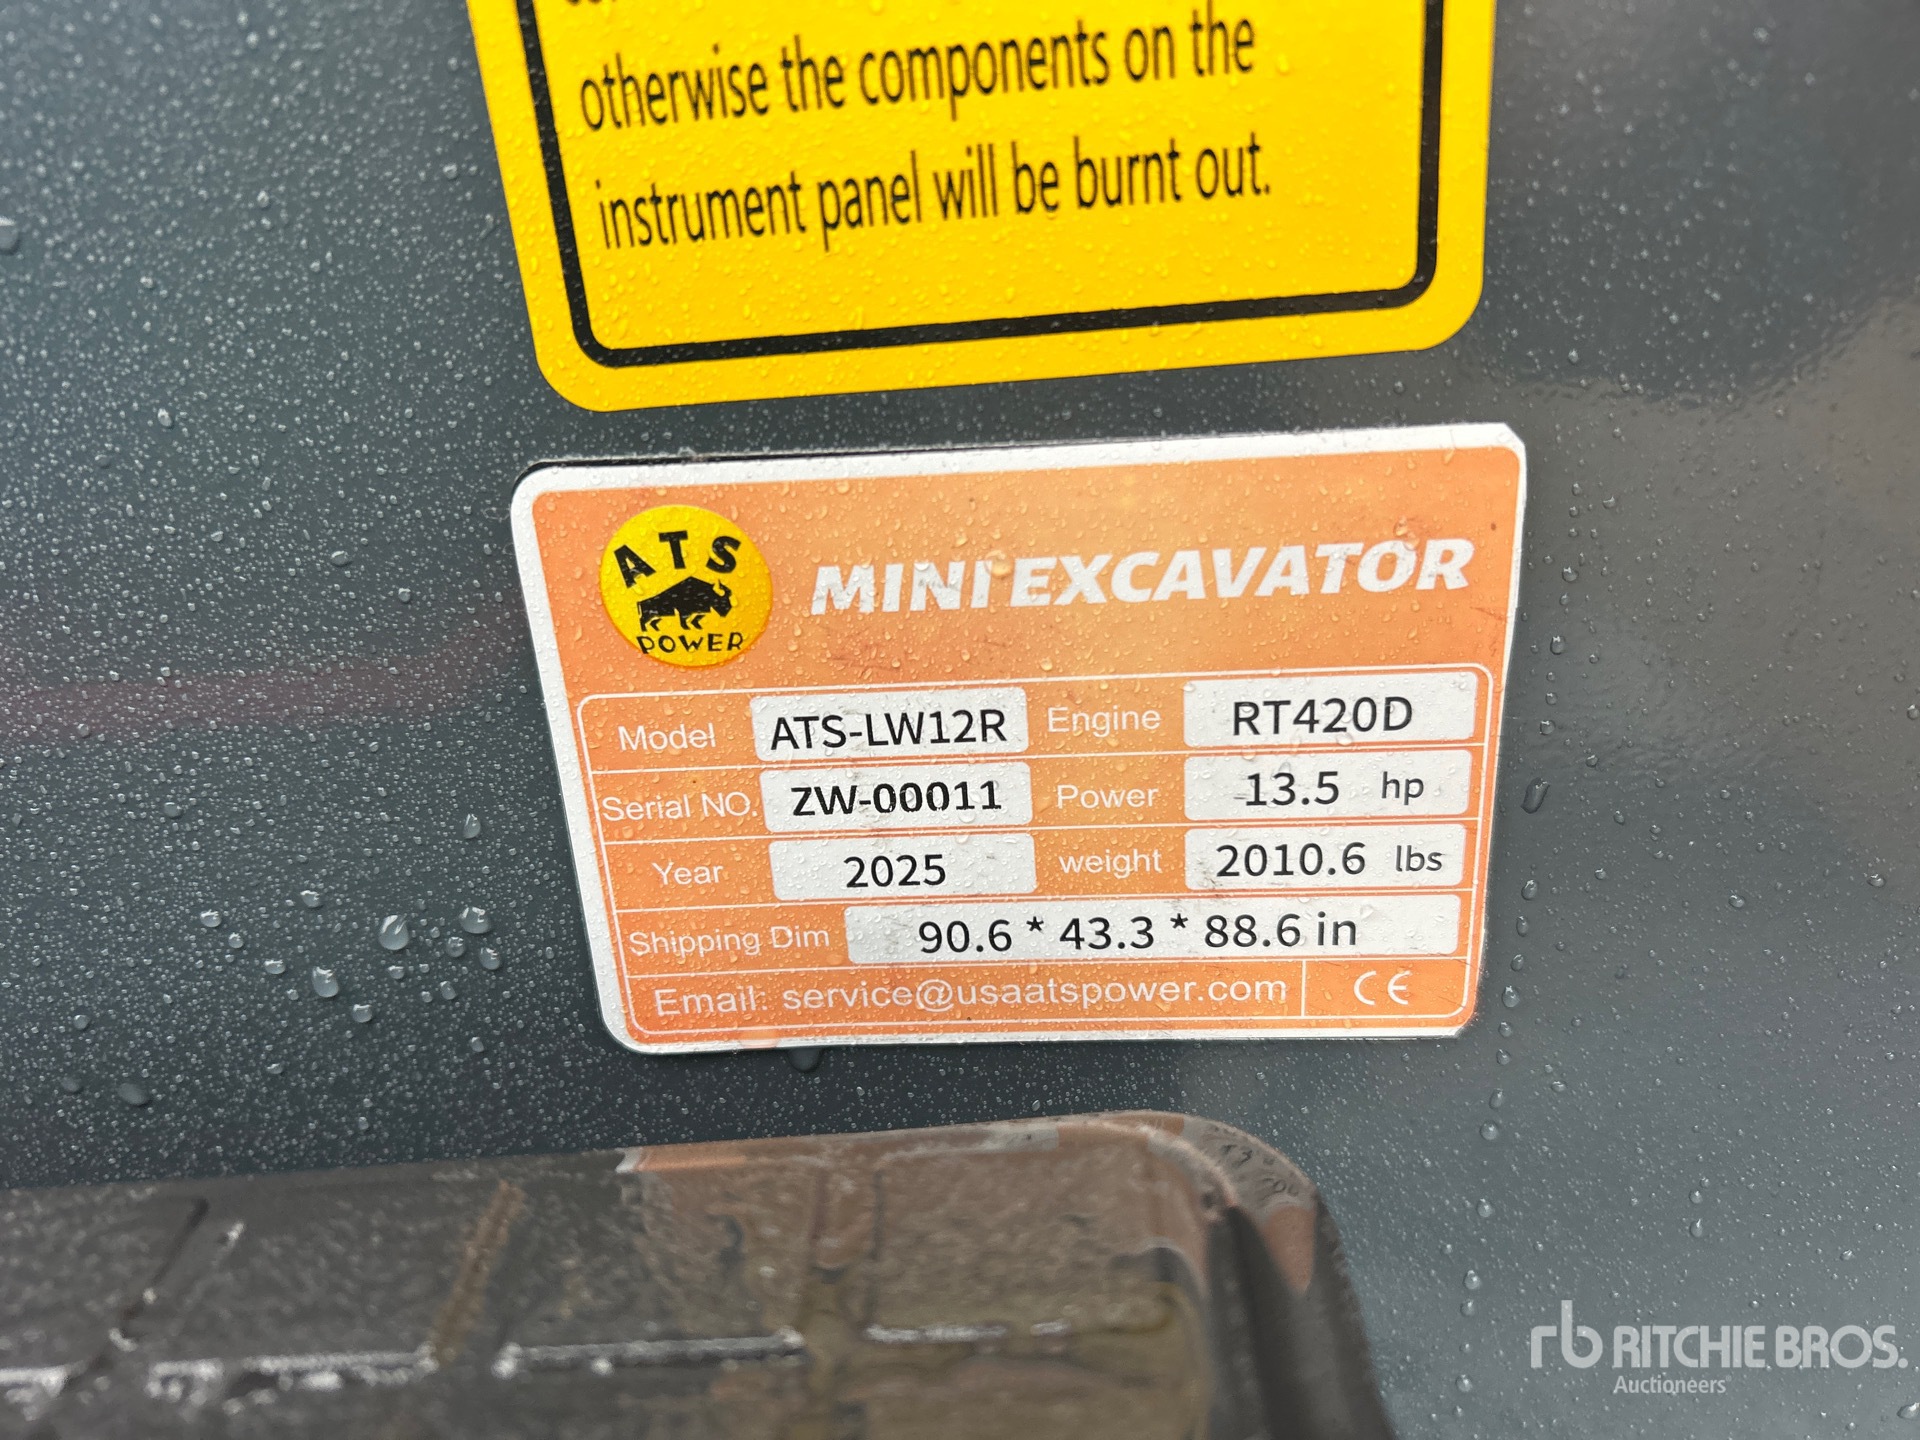 otherwise the components on the
instrument panel will be burnt out.
ATS
POWER
MINI EXCAVATOR
Model ATS-LW12R Engine RT420D
Serial NO. ZW-00011 Power 13.5 hp
Year 2025 weight 2010.6 lbs
Shipping Dim 90.6 * 43.3 * 88.6 in
Email: service@usaatspower.com CE
rb RITCHIE BROS.
Auctioneers